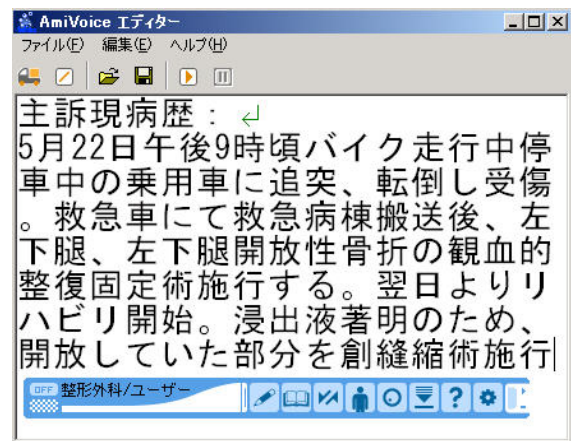 AmiVoice エディター
ファイル(F) 編集(E) ヘルプ(H)
主訴現病歴：
5月22日午後9時頃バイク走行中停
車中の乗用車に追突、転倒し受傷
。救急車にて救急病棟搬送後、左
下腿、左下腿開放性骨折の観血的
整復固定術施行する。翌日よりリ
ハビリ開始。浸出液著明のため、
開放していた部分を創縫縮術施行
OFF 整形外科/ユーザー